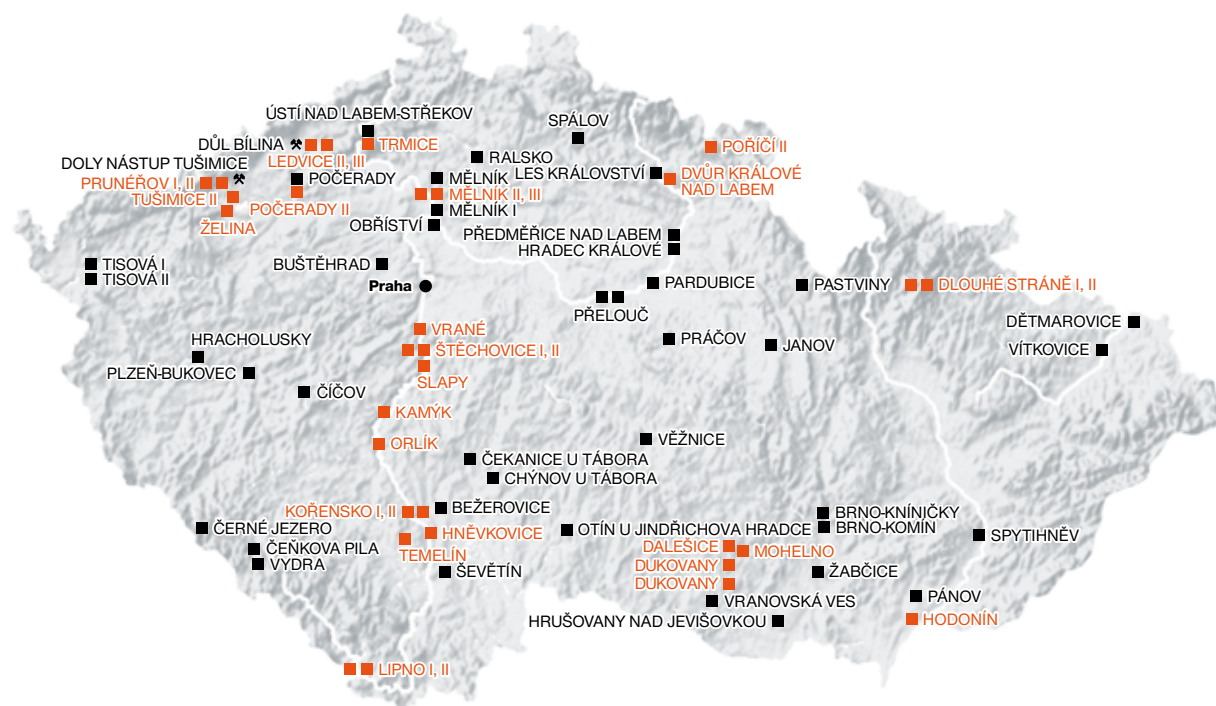 ÚSTÍ NAD LABEM-STŘEKOV
SPÁLOV
DŮL BÍLINA
TRMICE
POŘÍČÍ II
LEDVICE II, III
DOLY NÁSTUP TUŠIMICE
RALSKO
LES KRÁLOVSTVÍ
DVŮR KRÁLOVÉ
NAD LABEM
PRUNÉŘOV I, II
POČERADY
MĚLNÍK
TUŠIMICE II
MĚLNÍK II, III
POČERADY II
MĚLNÍK I
ŽELINA
OBŘÍSTVÍ
PŘEDMĚŘICE NAD LABEM
HRADEC KRÁLOVÉ
TISOVÁ I
TISOVÁ II
BUŠTĚHRAD
Praha
PARDUBICE
PASTVINY
DLOUHÉ STRÁNĚ I, II
PŘELOUČ
DĚTMAROVICE
VRANÉ
HRACHOLUSKY
ŠTĚCHOVICE I, II
PRÁČOV
JANOV
VÍTKOVICE
PLZEŇ-BUKOVEC
SLAPY
ČÍČOV
KAMÝK
ORLÍK
VĚŽNICE
ČEKANICE U TÁBORA
CHÝNOV U TÁBORA
KOŘENSKO I, II
BEŽEROVICE
BRNO-KNÍNIČKY
BRNO-KOMÍN
ČERNÉ JEZERO
HNĚVKOVICE
OTÍN U JINDŘICHOVA HRADCE
SPYTIHNĚV
TEMELÍN
DALEŠICE
MOHELNO
ČEŇKOVA PILA
VYDRA
DUKOVANY
DUKOVANY
ŠEVĚTÍN
ŽABČICE
VRANOVSKÁ VES
PÁNOV
HRUŠOVANY NAD JEVIŠOVKOU
HODONÍN
LIPNO I, II